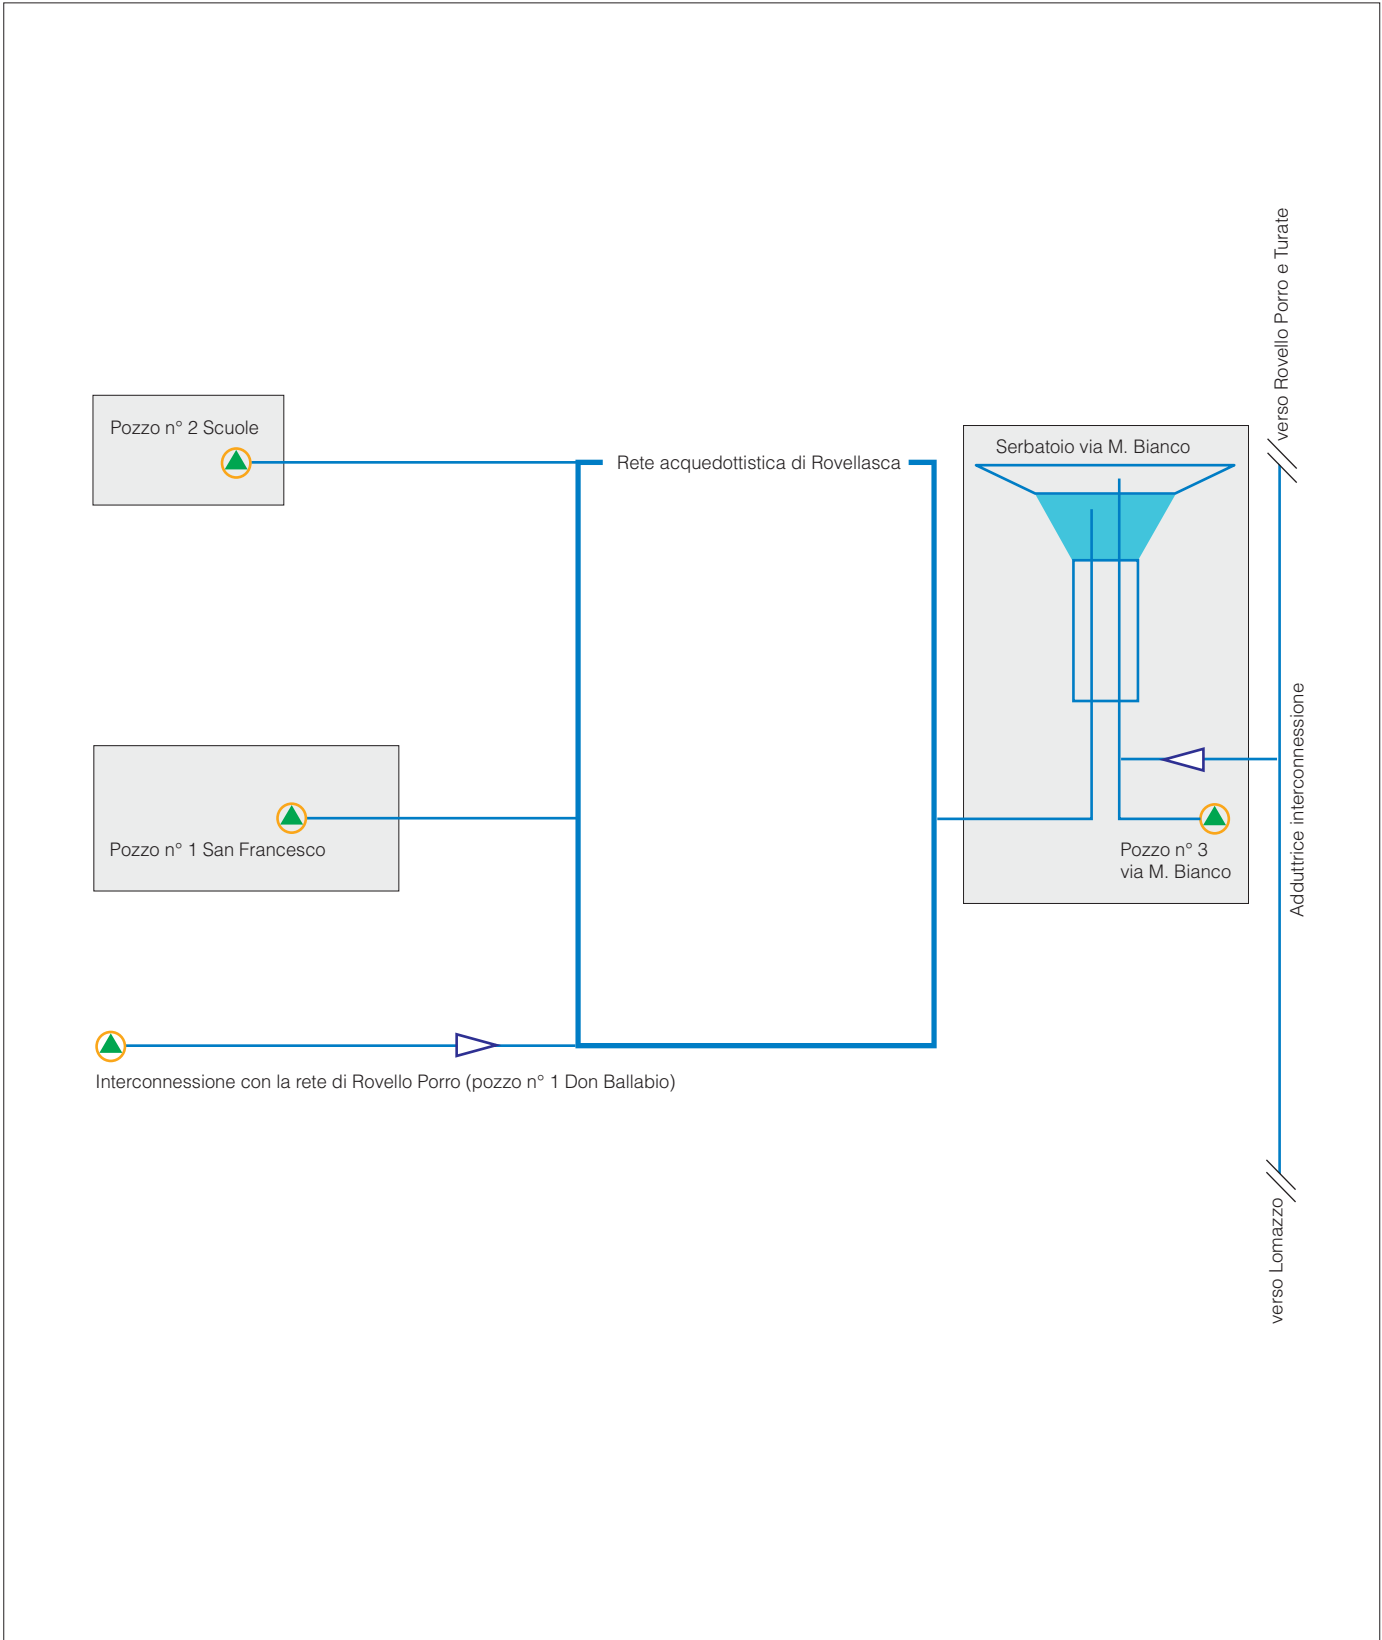 verso Rovello Porro e Turate
Pozzo n° 2 Scuole
Rete acquedottistica di Rovellasca
Serbatoio via M. Bianco
Adduttrice interconnessione
Pozzo n° 1 San Francesco
Pozzo n° 3
via M. Bianco
Interconnessione con la rete di Rovello Porro (pozzo n° 1 Don Ballabio)
verso Lomazzo